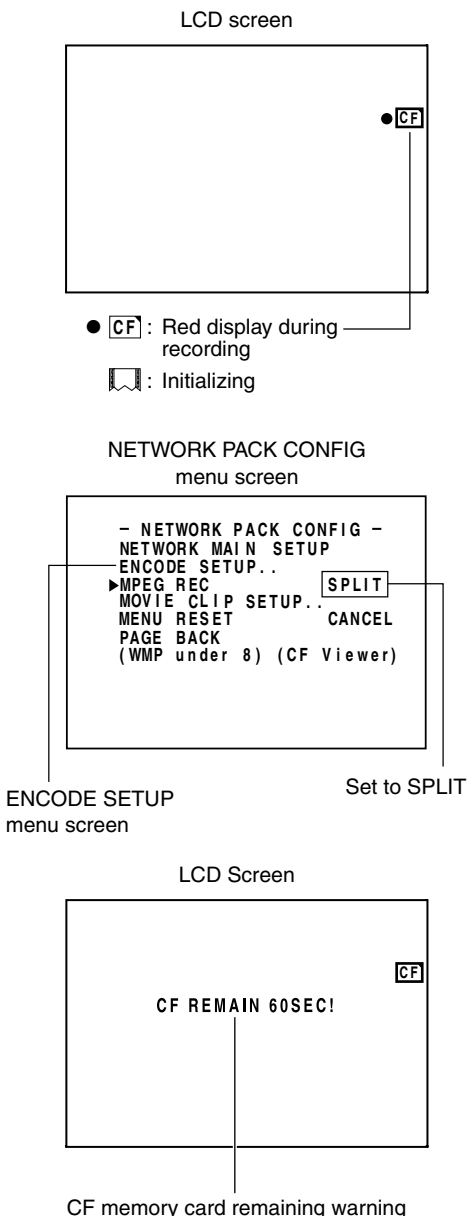 LCD screen
● CF
● CF : Red display during
recording
: Initializing
NETWORK PACK CONFIG
menu screen
– NETWORK PACK CONFIG –
NETWORK MAIN SETUP
ENCODE SETUP..
▶MPEG REC SPLIT
MOVIE CLIP SETUP..
MENU RESET CANCEL
PAGE BACK
(WMP under 8) (CF Viewer)
ENCODE SETUP
menu screen
Set to SPLIT
LCD Screen
CF
CF REMAIN 60SEC!
CF memory card remaining warning